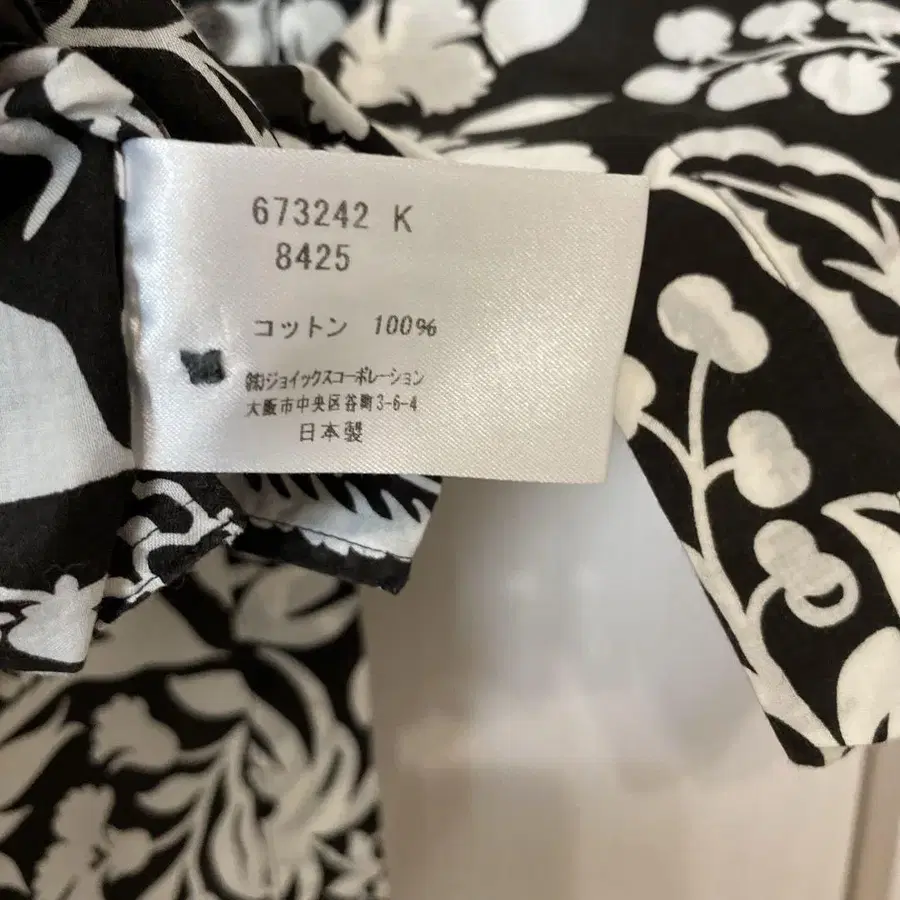 673242 K
8425
コットン 100%
㈱ジョイックスコーポレーション
大阪市中央区谷町3-6-4
日本製